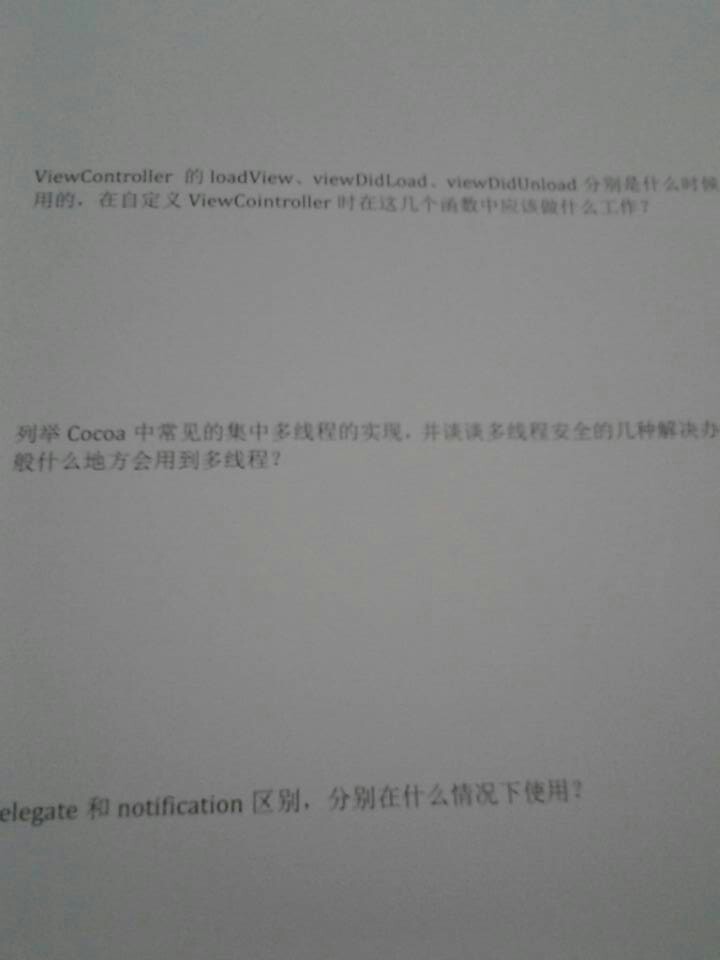 ViewController 的 loadView、viewDidLoad、viewDidUnload 分别是什么时候
用的，在自定义 ViewCointroller 时在这几个函数中应该做什么工作？
列举 Cocoa 中常见的集中多线程的实现，并谈谈多线程安全的几种解决办
般什么地方会用到多线程？
elegate 和 notification 区别，分别在什么情况下使用？